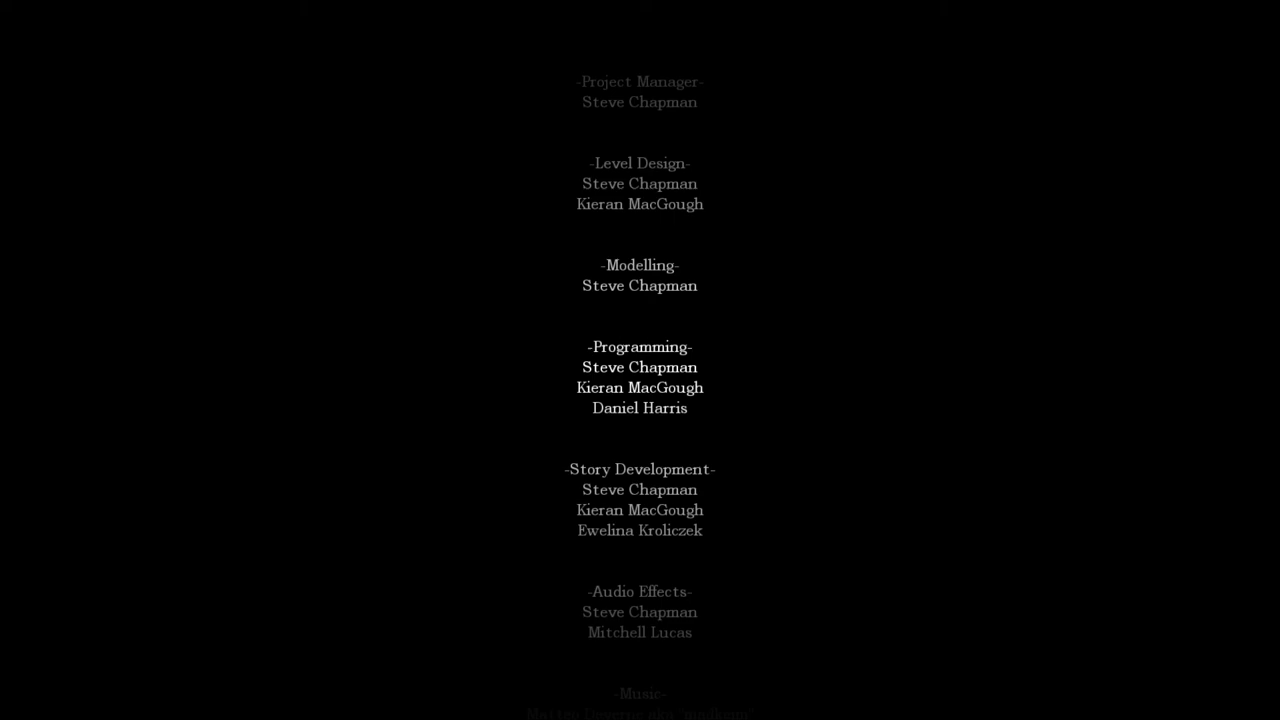 -Project Manager-
Steve Chapman
-Level Design-
Steve Chapman
Kieran MacGough
-Modelling-
Steve Chapman
-Programming-
Steve Chapman
Kieran MacGough
Daniel Harris
-Story Development-
Steve Chapman
Kieran MacGough
Ewelina Kroliczek
-Audio Effects-
Steve Chapman
Mitchell Lucas
-Music-
aka